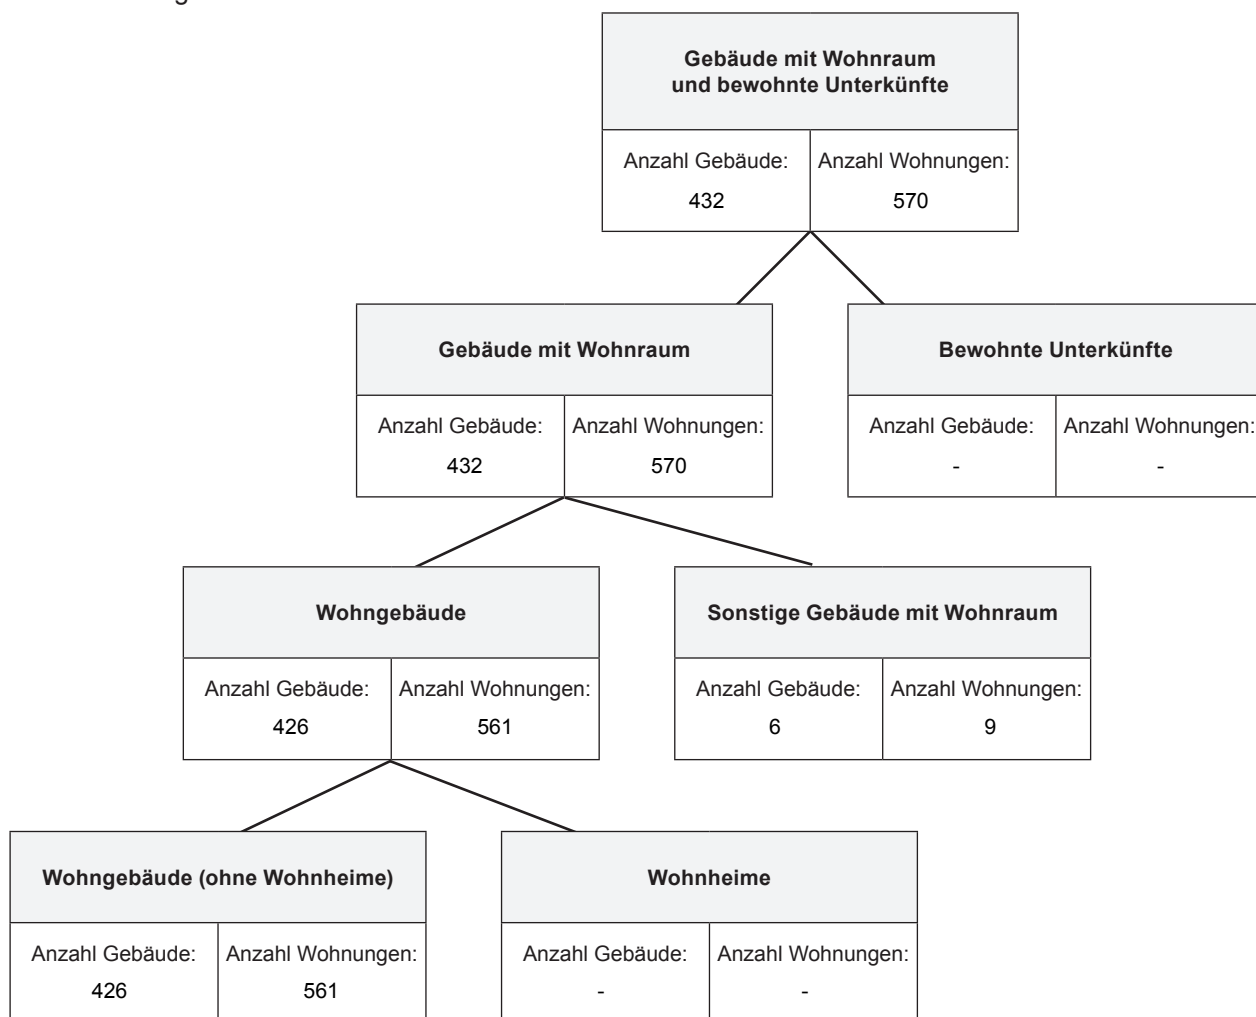 Gebäude mit Wohnraum
und bewohnte Unterkünfte
Anzahl Gebäude: Anzahl Wohnungen:
432 570
Gebäude mit Wohnraum Bewohnte Unterkünfte
Anzahl Gebäude: Anzahl Wohnungen: Anzahl Gebäude: Anzahl Wohnungen:
432 570 - -
Wohngebäude Sonstige Gebäude mit Wohnraum
Anzahl Gebäude: Anzahl Wohnungen: Anzahl Gebäude: Anzahl Wohnungen:
426 561 6 9
Wohngebäude (ohne Wohnheime) Wohnheime
Anzahl Gebäude: Anzahl Wohnungen: Anzahl Gebäude: Anzahl Wohnungen:
426 561 - -